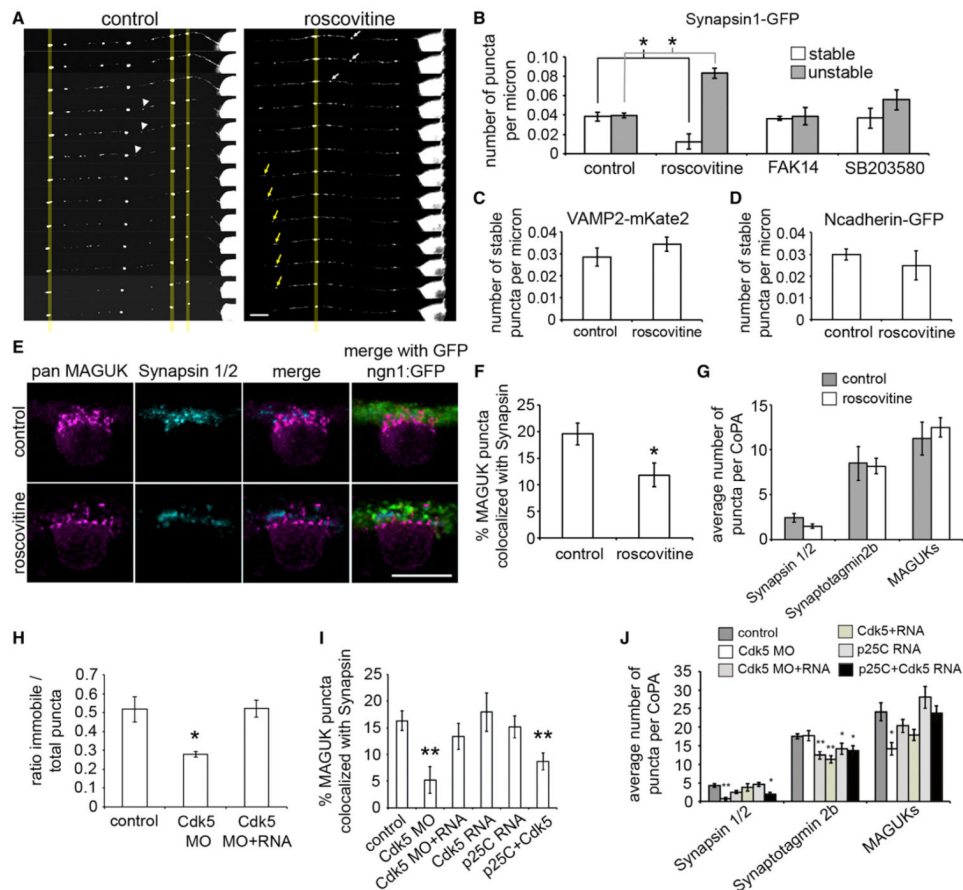 A
control
roscovitine
B
Synapsin1-GFP
number of puncta
per micron
0.10
0.08
0.06
0.04
0.02
0
* *
stable
unstable
control roscovitine FAK14 SB203580
C
VAMP2-mKate2
number of stable
puncta per micron
0.04
0.03
0.02
0.01
0
control roscovitine
D
Ncadherin-GFP
number of stable
puncta per micron
0.04
0.03
0.02
0.01
0
control roscovitine
E
pan MAGUK
Synapsin 1/2
merge
merge with GFP
ngn1:GFP
control
roscovitine
F
% MAGUK puncta
colocalized with Synapsin
25
20
15
10
5
0
*
control roscovitine
G
control
roscovitine
average number of
puncta per CoPA
15
10
5
0
Synapsin 1/2
Synaptotagmin2b
MAGUKs
H
ratio immobile /
total puncta
0.7
0.6
0.5
0.4
0.3
0.2
0.1
0
*
control
Cdk5
MO
Cdk5
MO+RNA
I
% MAGUK puncta
colocalized with Synapsin
25
20
15
10
5
0
**
**
control
Cdk5 MO
Cdk5 MO+RNA
Cdk5 RNA
p25C RNA
p25C+Cdk5
J
control
Cdk5 MO
Cdk5 MO+RNA
Cdk5+RNA
p25C RNA
p25C+Cdk5 RNA
average number of
puncta per CoPA
35
30
25
20
15
10
5
0
** *
** ** * *
*
Synapsin 1/2
Synaptotagmin 2b
MAGUKs